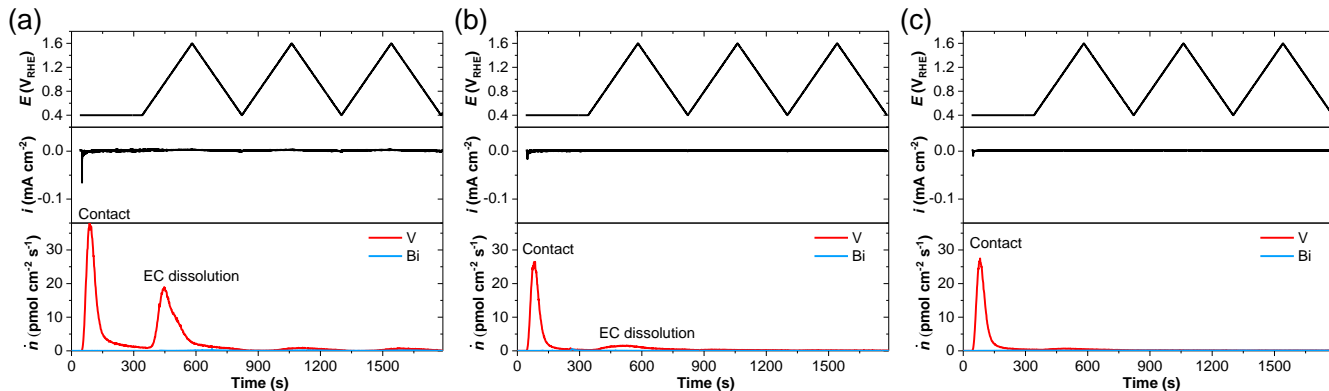 (a)
E (V_RHE)
1.6
1.2
0.8
0.4
i (mA cm⁻²)
0.0
-0.1
Contact
V
Bi
EC dissolution
ṅ (pmol cm⁻² s⁻¹)
30
20
10
0
0 300 600 900 1200 1500
Time (s)
(b)
E (V_RHE)
1.6
1.2
0.8
0.4
i (mA cm⁻²)
0.0
-0.1
Contact
V
Bi
EC dissolution
ṅ (pmol cm⁻² s⁻¹)
30
20
10
0
0 300 600 900 1200 1500
Time (s)
(c)
E (V_RHE)
1.6
1.2
0.8
0.4
i (mA cm⁻²)
0.0
-0.1
Contact
V
Bi
ṅ (pmol cm⁻² s⁻¹)
30
20
10
0
0 300 600 900 1200 1500
Time (s)